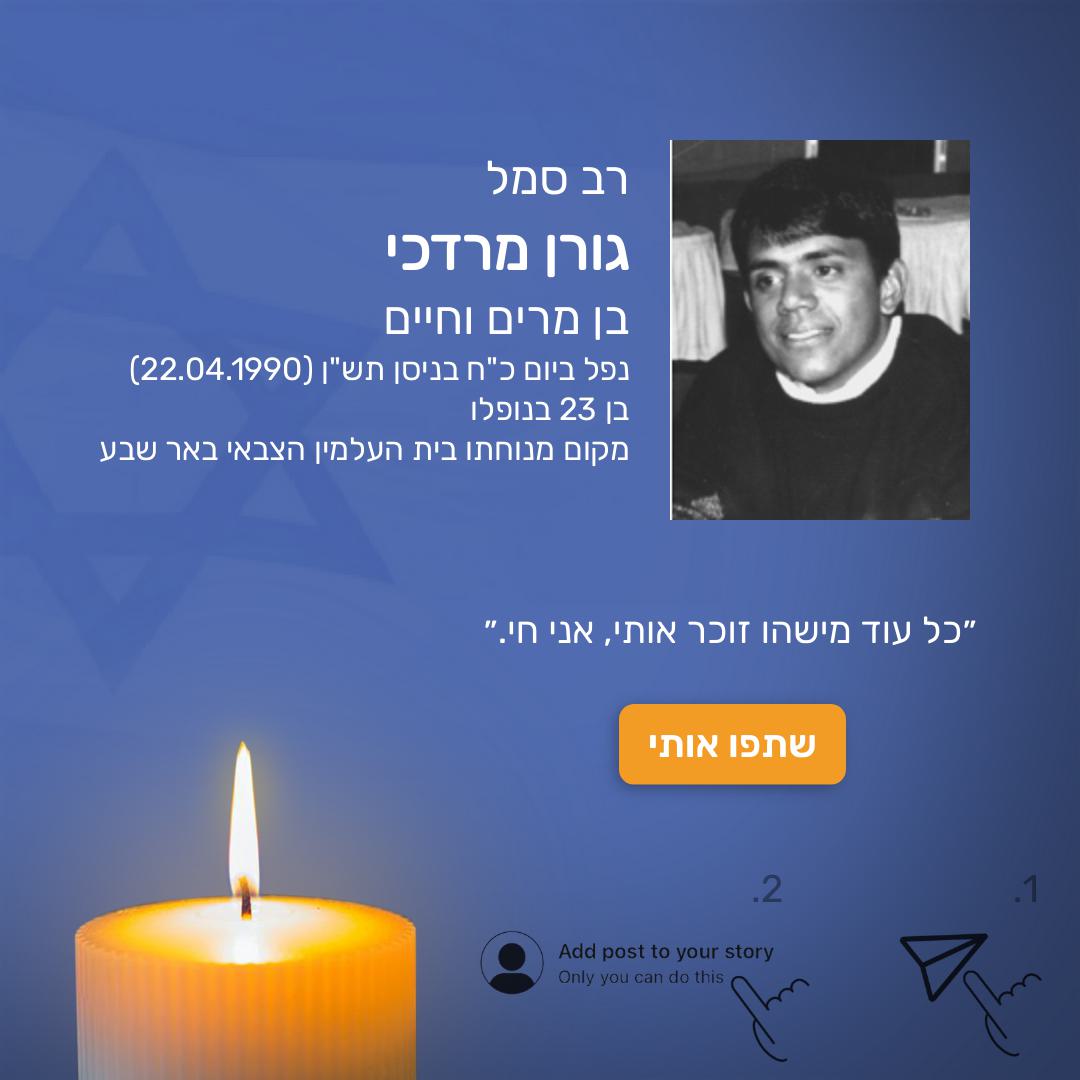 רב סמל
גורן מרדכי
בן מרים וחיים
נפל ביום כ"ח בניסן תש"ן (22.04.1990)
בן 23 בנופלו
מקום מנוחתו בית העלמין הצבאי באר שבע
״כל עוד מישהו זוכר אותי, אני חי.״
שתפו אותי
1.
2.
Add post to your story
Only you can do this